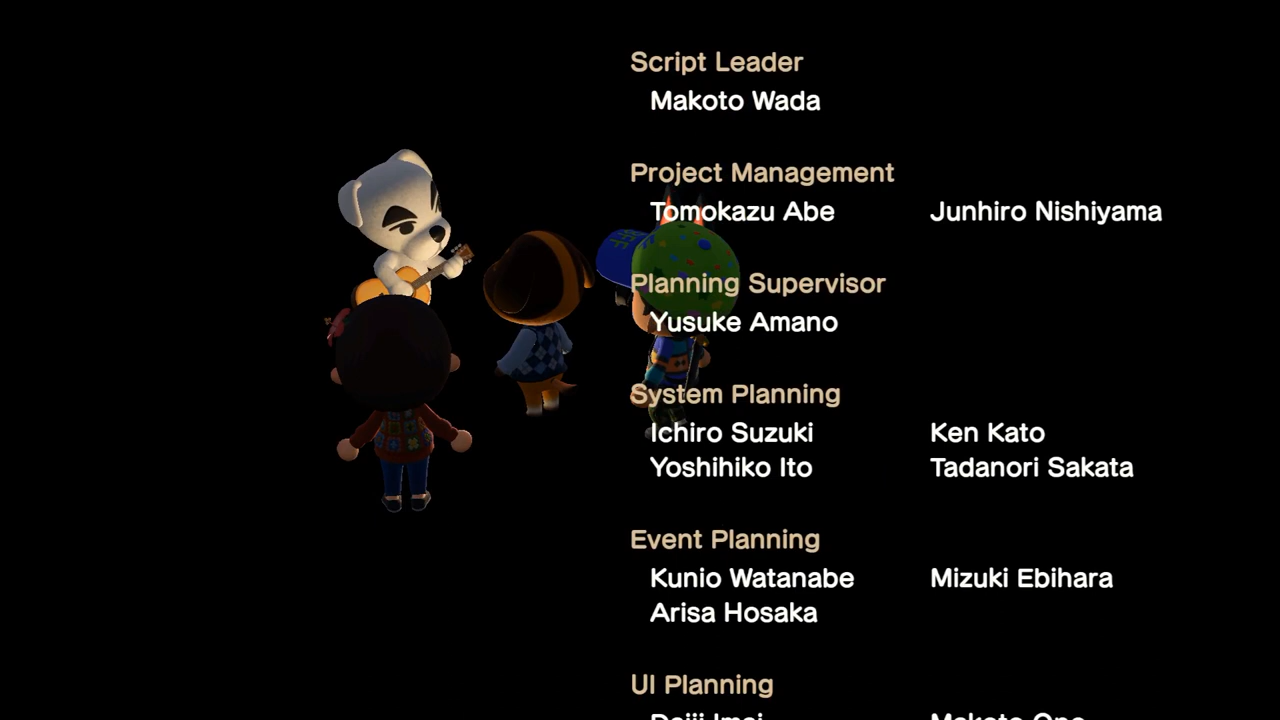 Script Leader
Makoto Wada
Project Management
Tomokazu Abe Junhiro Nishiyama
Planning Supervisor
Yusuke Amano
System Planning
Ichiro Suzuki Ken Kato
Yoshihiko Ito Tadanori Sakata
Event Planning
Kunio Watanabe Mizuki Ebihara
Arisa Hosaka
UI Planning